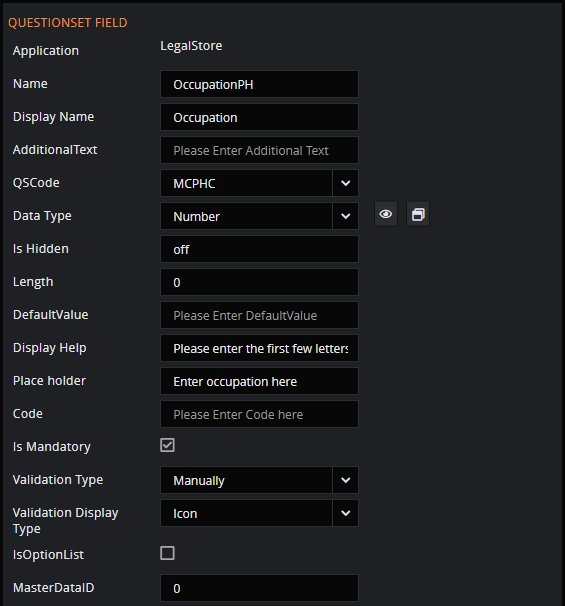 QUESTIONSET FIELD
Application LegalStore
Name OccupationPH
Display Name Occupation
AdditionalText Please Enter Additional Text
QSCode MCPHC
Data Type Number
Is Hidden off
Length 0
DefaultValue Please Enter DefaultValue
Display Help Please enter the first few letters
Place holder Enter occupation here
Code Please Enter Code here
Is Mandatory
Validation Type Manually
Validation Display Icon
Type
IsOptionList
MasterDataID 0